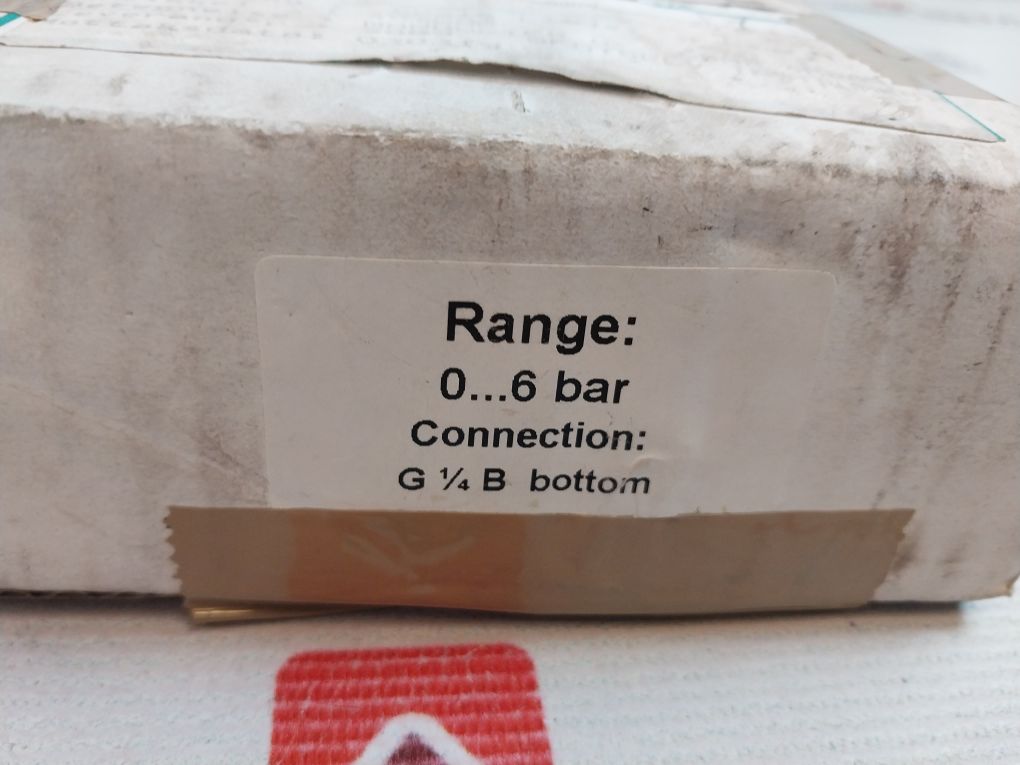 Range:
0...6 bar
Connection:
G ¼ B bottom